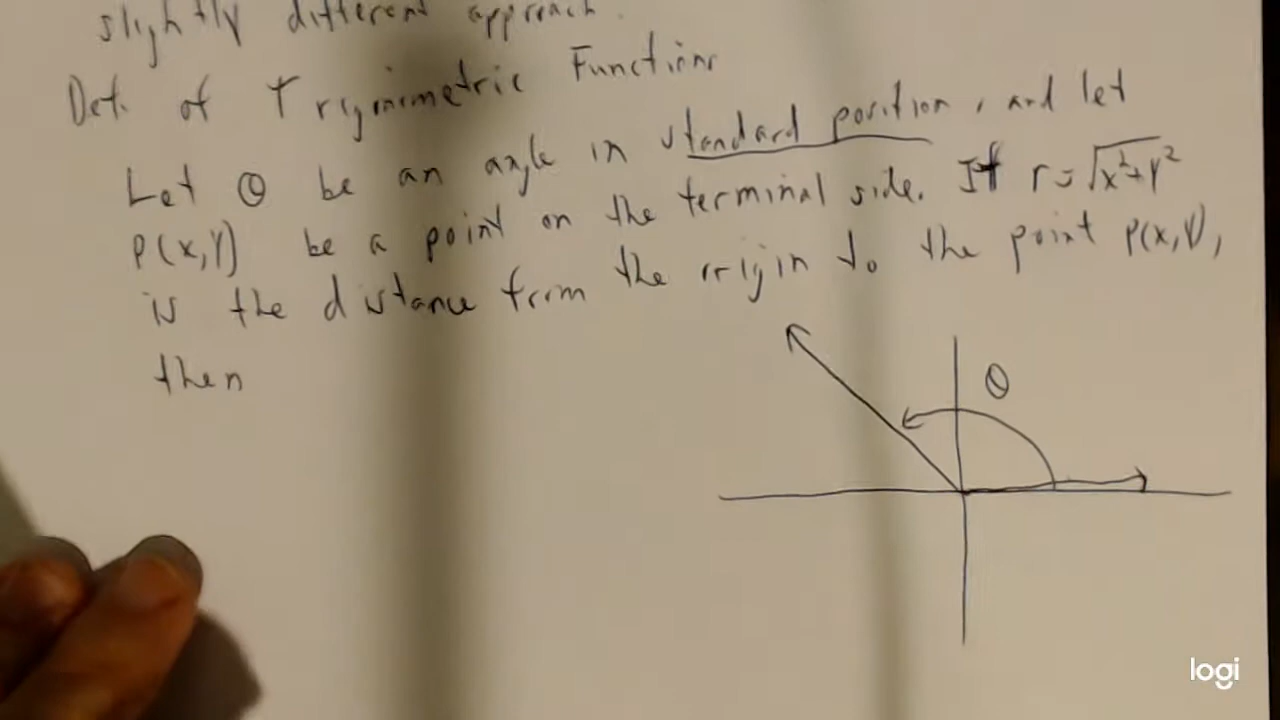 slightly different approach.
Def. of Trigonometric Functions
Let θ be an angle in standard position, and let
P(x,y) be a point on the terminal side. If r=√x²+y²
is the distance from the origin to the point P(x,y),
then
θ
logi